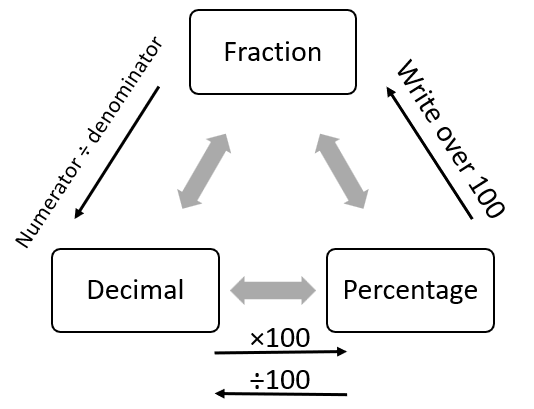 Fraction
Numerator ÷ denominator
Write over 100
Decimal
Percentage
×100
÷100